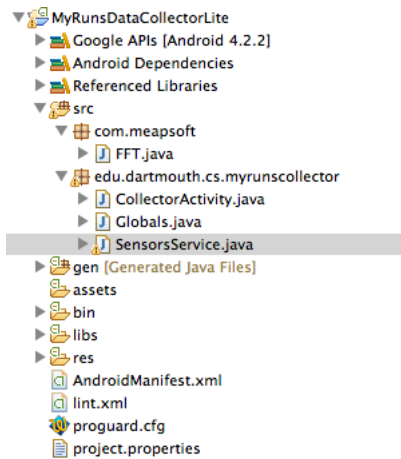 MyRunsDataCollectorLite
Google APIs [Android 4.2.2]
Android Dependencies
Referenced Libraries
src
com.meapsoft
FFT.java
edu.dartmouth.cs.myrunscollector
CollectorActivity.java
Globals.java
SensorsService.java
gen [Generated Java Files]
assets
bin
libs
res
AndroidManifest.xml
lint.xml
proguard.cfg
project.properties